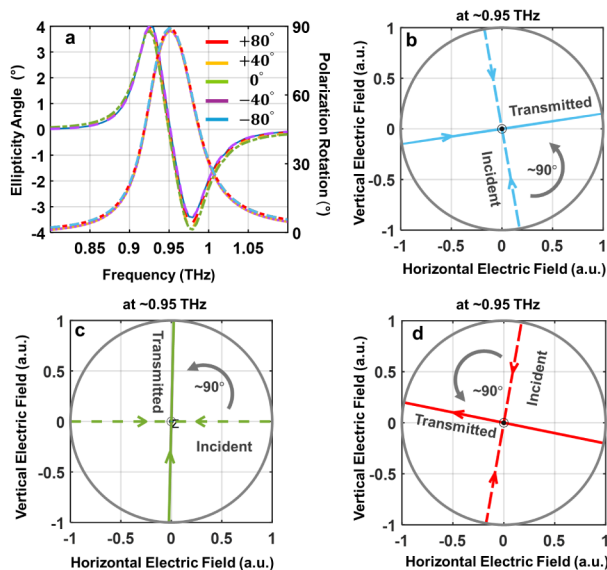 a
Ellipticity Angle (°)
4
3
2
1
0
-1
-2
-3
-4
0.85
0.9
0.95
1
1.05
Frequency (THz)
90
45
0
Polarization Rotation (°)
+80°
+40°
0°
−40°
−80°
at ~0.95 THz
b
Vertical Electric Field (a.u.)
1
0.5
0
-0.5
-1
Transmitted
Incident
~90°
-1
-0.5
0
0.5
1
Horizontal Electric Field (a.u.)
at ~0.95 THz
c
Vertical Electric Field (a.u.)
1
0.5
0
-0.5
-1
Transmitted
~90°
Z
Incident
-1
-0.5
0
0.5
1
Horizontal Electric Field (a.u.)
at ~0.95 THz
d
Vertical Electric Field (a.u.)
1
0.5
0
-0.5
-1
~90°
Incident
Transmitted
-1
-0.5
0
0.5
1
Horizontal Electric Field (a.u.)